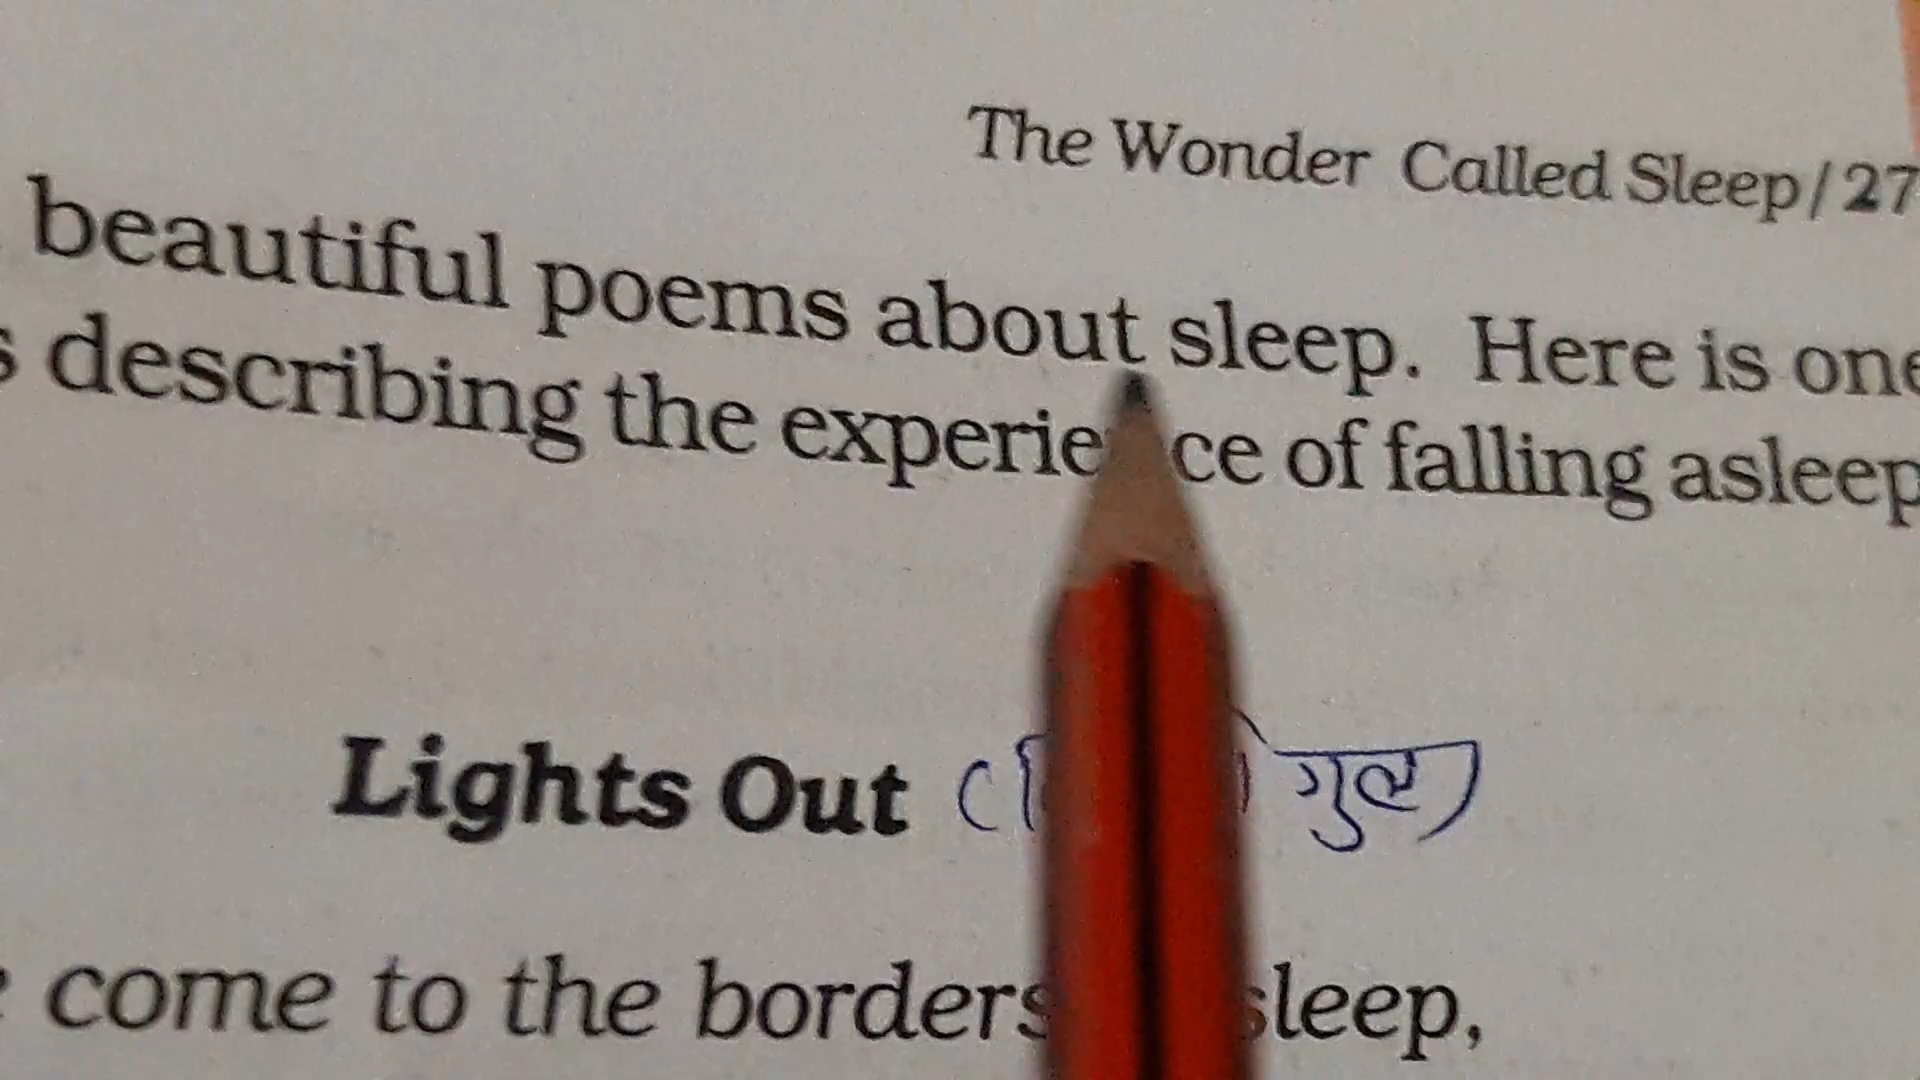 The Wonder Called Sleep/27
beautiful poems about sleep. Here is one
describing the experie ce of falling asleep
Lights Out ( गुल)
come to the borders sleep,